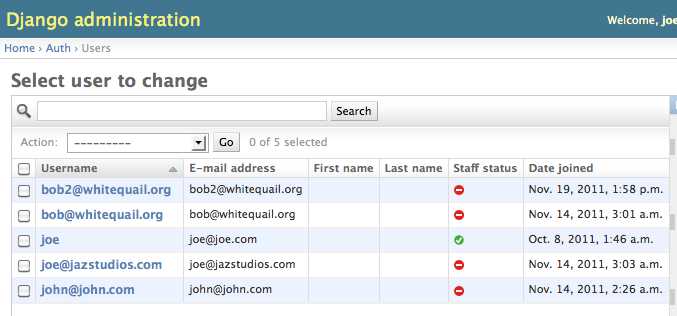 Django administration
Welcome, joe
Home › Auth › Users
Select user to change
Search
Action: --------- Go 0 of 5 selected
Username E-mail address First name Last name Staff status Date joined
bob2@whitequail.org bob2@whitequail.org Nov. 19, 2011, 1:58 p.m.
bob@whitequail.org bob@whitequail.org Nov. 14, 2011, 3:01 a.m.
joe joe@joe.com Oct. 8, 2011, 1:46 a.m.
joe@jazstudios.com joe@jazstudios.com Nov. 14, 2011, 3:03 a.m.
john@john.com john@john.com Nov. 14, 2011, 2:26 a.m.